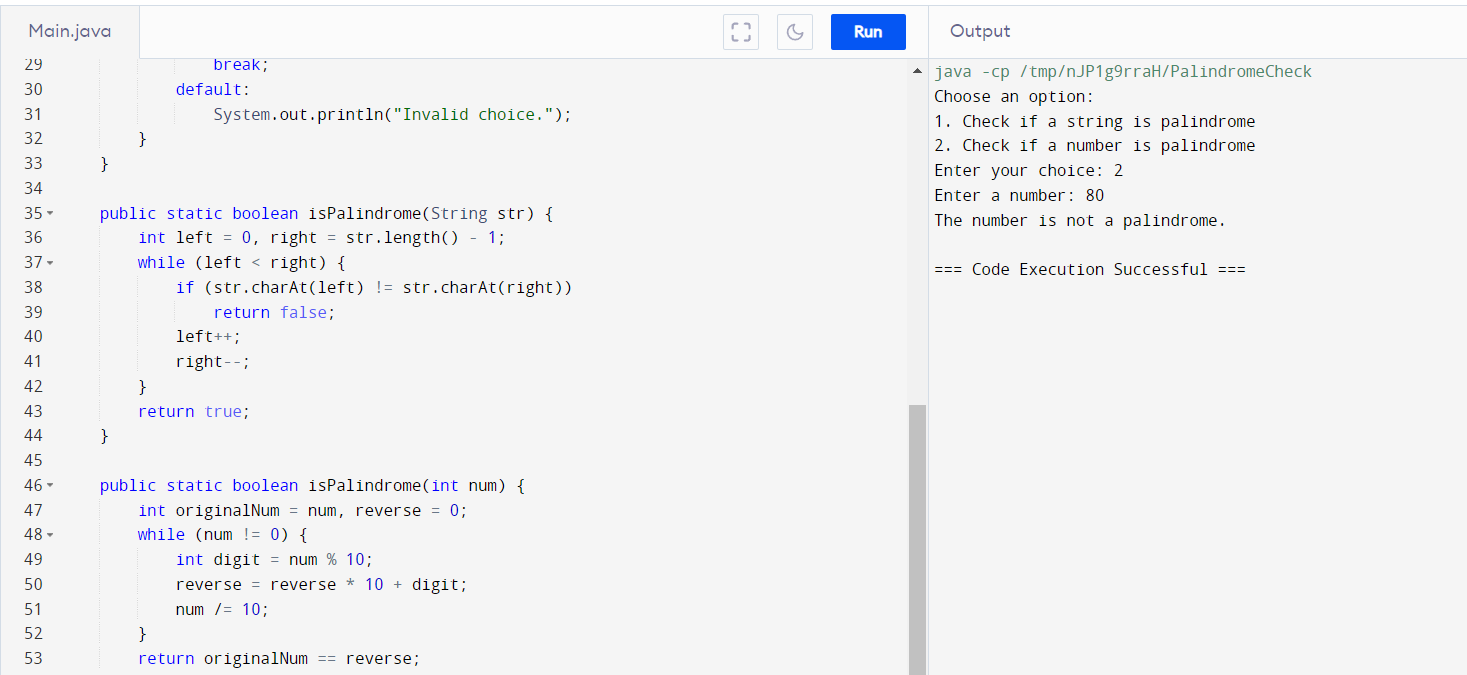 Main.java
Run
29 break;
30 default:
31 System.out.println("Invalid choice.");
32 }
33 }
34
35 public static boolean isPalindrome(String str) {
36 int left = 0, right = str.length() - 1;
37 while (left < right) {
38 if (str.charAt(left) != str.charAt(right))
39 return false;
40 left++;
41 right--;
42 }
43 return true;
44 }
45
46 public static boolean isPalindrome(int num) {
47 int originalNum = num, reverse = 0;
48 while (num != 0) {
49 int digit = num % 10;
50 reverse = reverse * 10 + digit;
51 num /= 10;
52 }
53 return originalNum == reverse;
Output
java -cp /tmp/nJP1g9rraH/PalindromeCheck
Choose an option:
1. Check if a string is palindrome
2. Check if a number is palindrome
Enter your choice: 2
Enter a number: 80
The number is not a palindrome.
=== Code Execution Successful ===